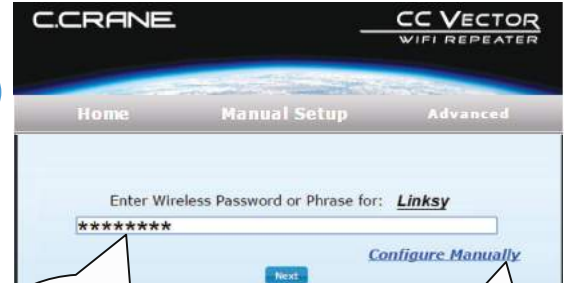 C.CRANE
CC VECTOR
WIFI REPEATER
Home Manual Setup Advanced
Enter Wireless Password or Phrase for: Linksy
********
Configure Manually
Next